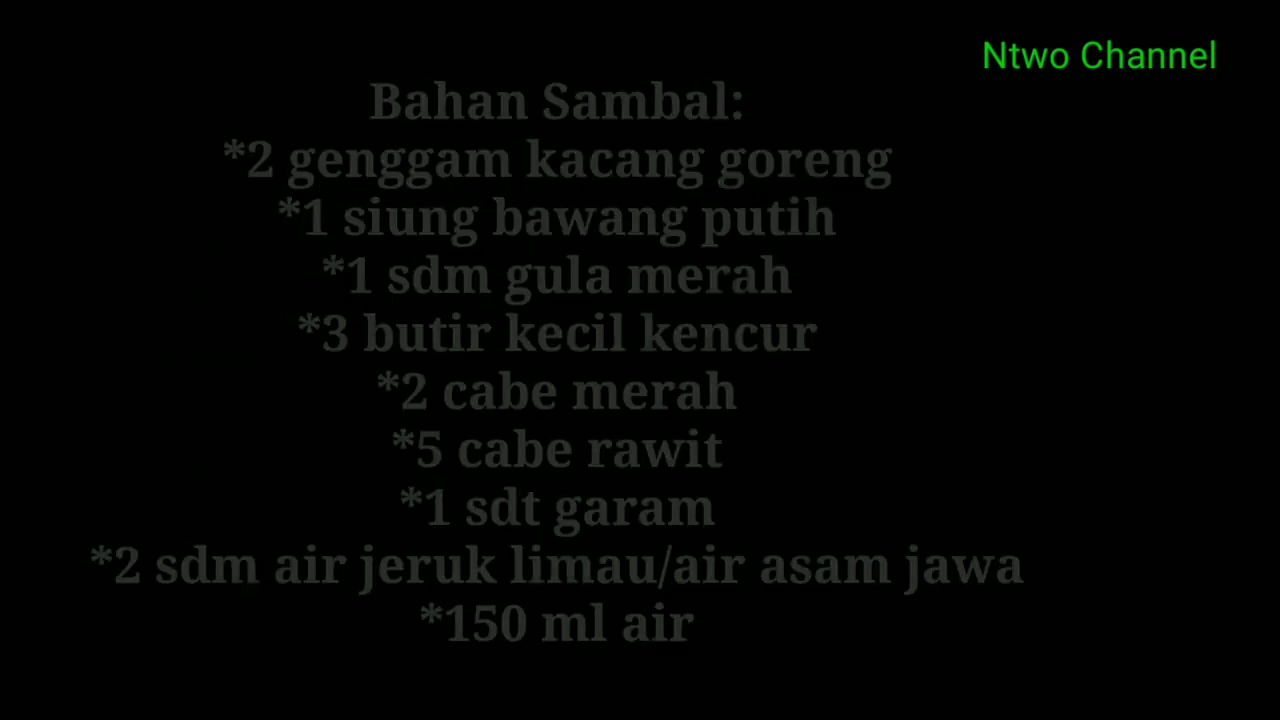 Ntwo Channel
Bahan Sambal:
*2 genggam kacang goreng
*1 siung bawang putih
*1 sdm gula merah
*3 butir kecil kencur
*2 cabe merah
*5 cabe rawit
*1 sdt garam
*2 sdm air jeruk limau/air asam jawa
*150 ml air